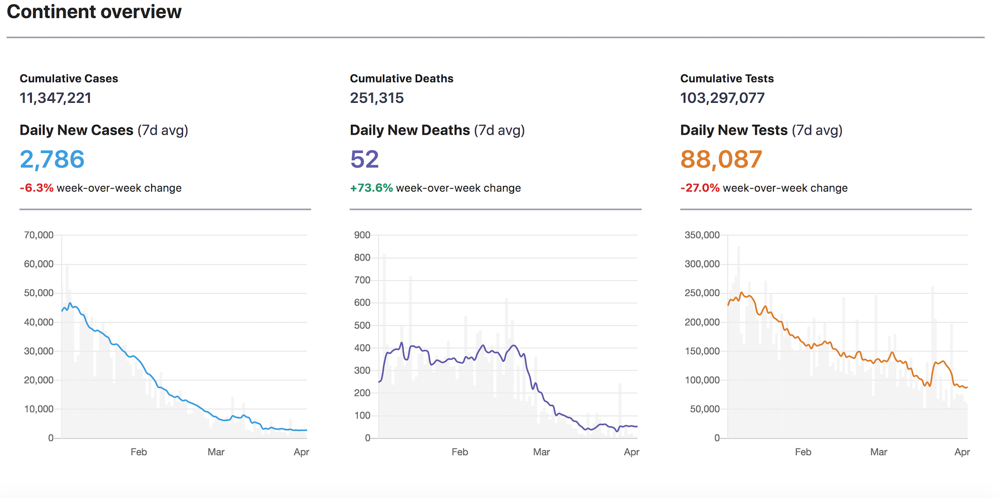 Continent overview
Cumulative Cases
11,347,221
Daily New Cases (7d avg)
2,786
-6.3% week-over-week change
70,000
60,000
50,000
40,000
30,000
20,000
10,000
0
Feb Mar Apr
Cumulative Deaths
251,315
Daily New Deaths (7d avg)
52
+73.6% week-over-week change
900
800
700
600
500
400
300
200
100
0
Feb Mar Apr
Cumulative Tests
103,297,077
Daily New Tests (7d avg)
88,087
-27.0% week-over-week change
350,000
300,000
250,000
200,000
150,000
100,000
50,000
0
Feb Mar Apr